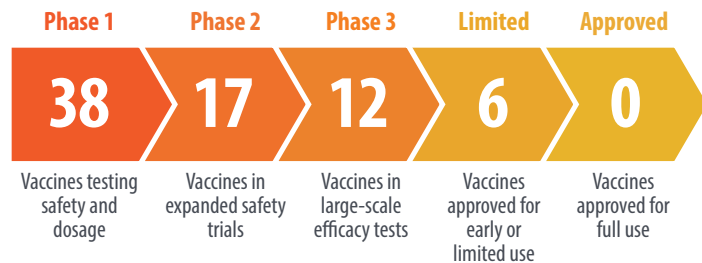 Phase 1
Phase 2
Phase 3
Limited
Approved
38
17
12
6
0
Vaccines testing
safety and
dosage
Vaccines in
expanded safety
trials
Vaccines in
large-scale
efficacy tests
Vaccines
approved for
early or
limited use
Vaccines
approved for
full use